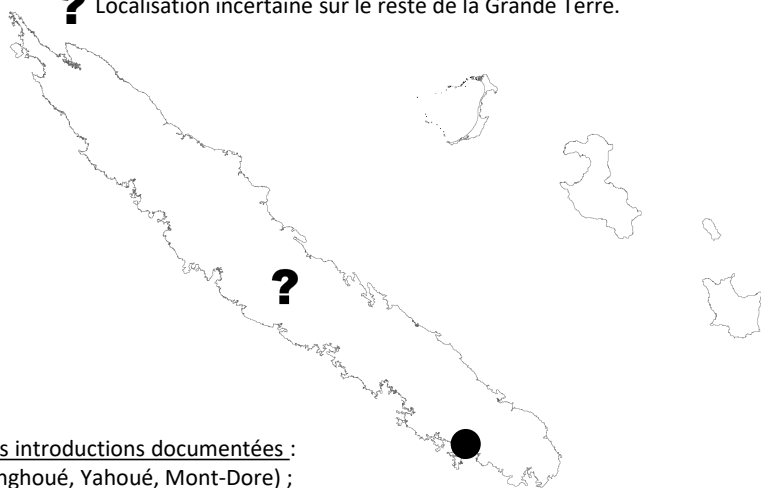 ? Localisation incertaine sur le reste de la Grande Terre.
?
s introductions documentées :
nghoué, Yahoué, Mont-Dore) ;